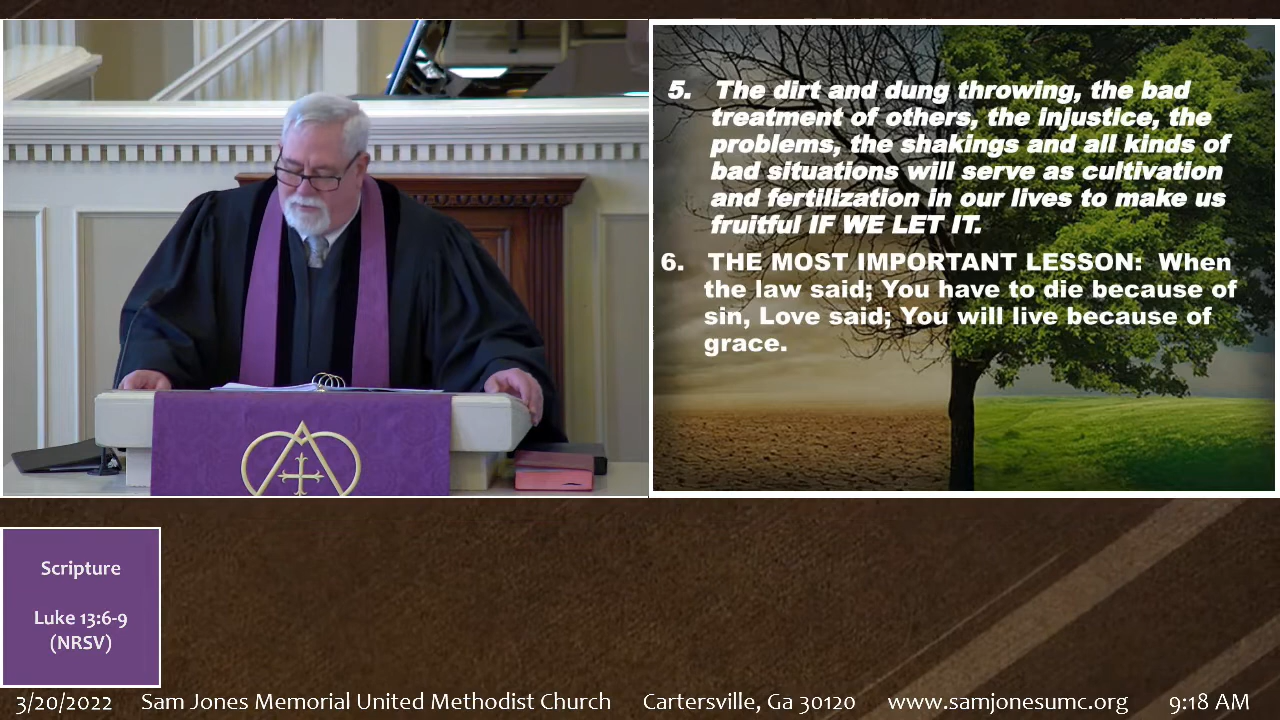 5. The dirt and dung throwing, the bad
treatment of others, the injustice, the
problems, the shakings and all kinds of
bad situations will serve as cultivation
and fertilization in our lives to make us
fruitful IF WE LET IT.
6. THE MOST IMPORTANT LESSON: When
the law said; You have to die because of
sin, Love said; You will live because of
grace.
Scripture
Luke 13:6-9
(NRSV)
3/20/2022 Sam Jones Memorial United Methodist Church Cartersville, Ga 30120 www.samjonesumc.org 9:18 AM